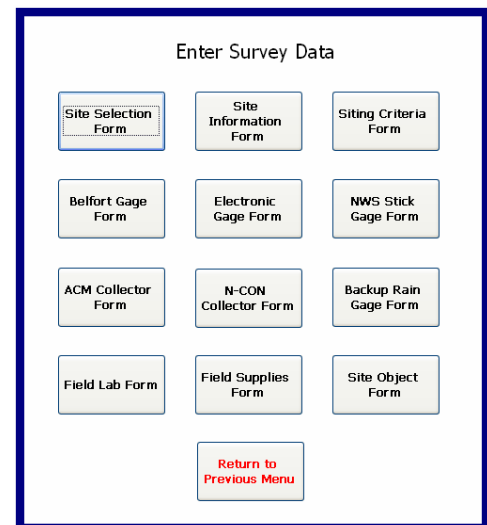 Enter Survey Data
Site Selection
Form
Site
Information
Form
Siting Criteria
Form
Belfort Gage
Form
Electronic
Gage Form
NWS Stick
Gage Form
ACM Collector
Form
N-CON
Collector Form
Backup Rain
Gage Form
Field Lab Form
Field Supplies
Form
Site Object
Form
Return to
Previous Menu